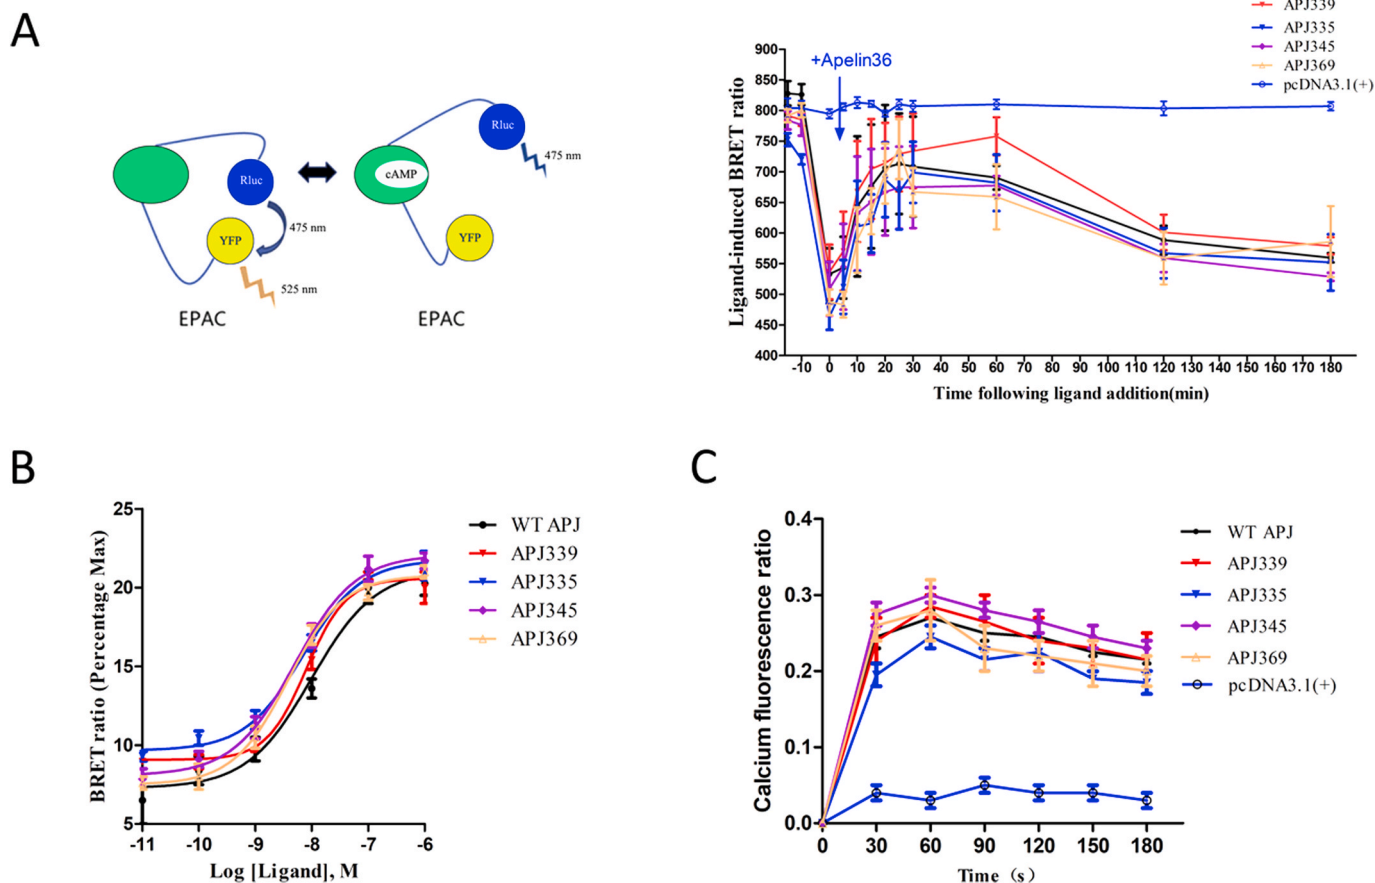 A
Rluc
475 nm
YFP
525 nm
EPAC
cAMP
Rluc
475 nm
YFP
EPAC
APJ339
APJ335
APJ345
APJ369
pcDNA3.1(+)
+Apelin36
Ligand-induced BRET ratio
900
850
800
750
700
650
600
550
500
450
400
-10 0 10 20 30 40 50 60 70 80 90 100 110 120 130 140 150 160 170 180
Time following ligand addition(min)
B
BRET ratio (Percentage Max)
25
20
15
10
5
-11 -10 -9 -8 -7 -6
Log [Ligand], M
WT APJ
APJ339
APJ335
APJ345
APJ369
C
Calcium fluorescence ratio
0.4
0.3
0.2
0.1
0.0
0 30 60 90 120 150 180
Time（s）
WT APJ
APJ339
APJ335
APJ345
APJ369
pcDNA3.1(+)